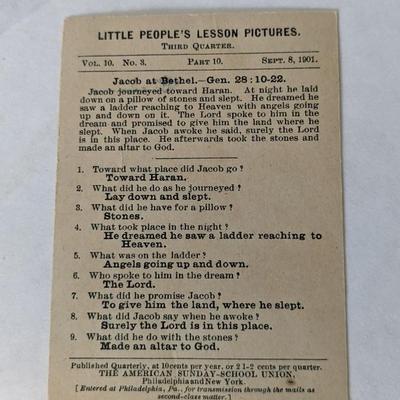 LITTLE PEOPLE'S LESSON PICTURES.
THIRD QUARTER.
VOL. 10. NO. 3. PART 10. SEPT. 8, 1901.
Jacob at Bethel.—Gen. 28:10-22.
Jacob journeyed toward Haran. At night he laid
down on a pillow of stones and slept. He dreamed he
saw a ladder reaching to Heaven with angels going
up and down on it. The Lord spoke to him in the
dream and promised to give him the land where he
slept. When Jacob awoke he said, surely the Lord
is in this place. He afterwards took the stones and
made an altar to God.
1. Toward what place did Jacob go?
Toward Haran.
2. What did he do as he journeyed?
Lay down and slept.
3. What did he have for a pillow?
Stones.
4. What took place in the night?
He dreamed he saw a ladder reaching to
Heaven.
5. What was on the ladder?
Angels going up and down.
6. Who spoke to him in the dream?
The Lord.
7. What did he promise Jacob?
To give him the land, where he slept.
8. What did Jacob say when he awoke?
Surely the Lord is in this place.
9. What did he do with the stones?
Made an altar to God.
Published Quarterly, at 10 cents per year, or 2 1-2 cents per quarter.
THE AMERICAN SUNDAY-SCHOOL UNION,
Philadelphia and New York.
[Entered at Philadelphia, Pa., for transmission through the mails as
second-class matter.]